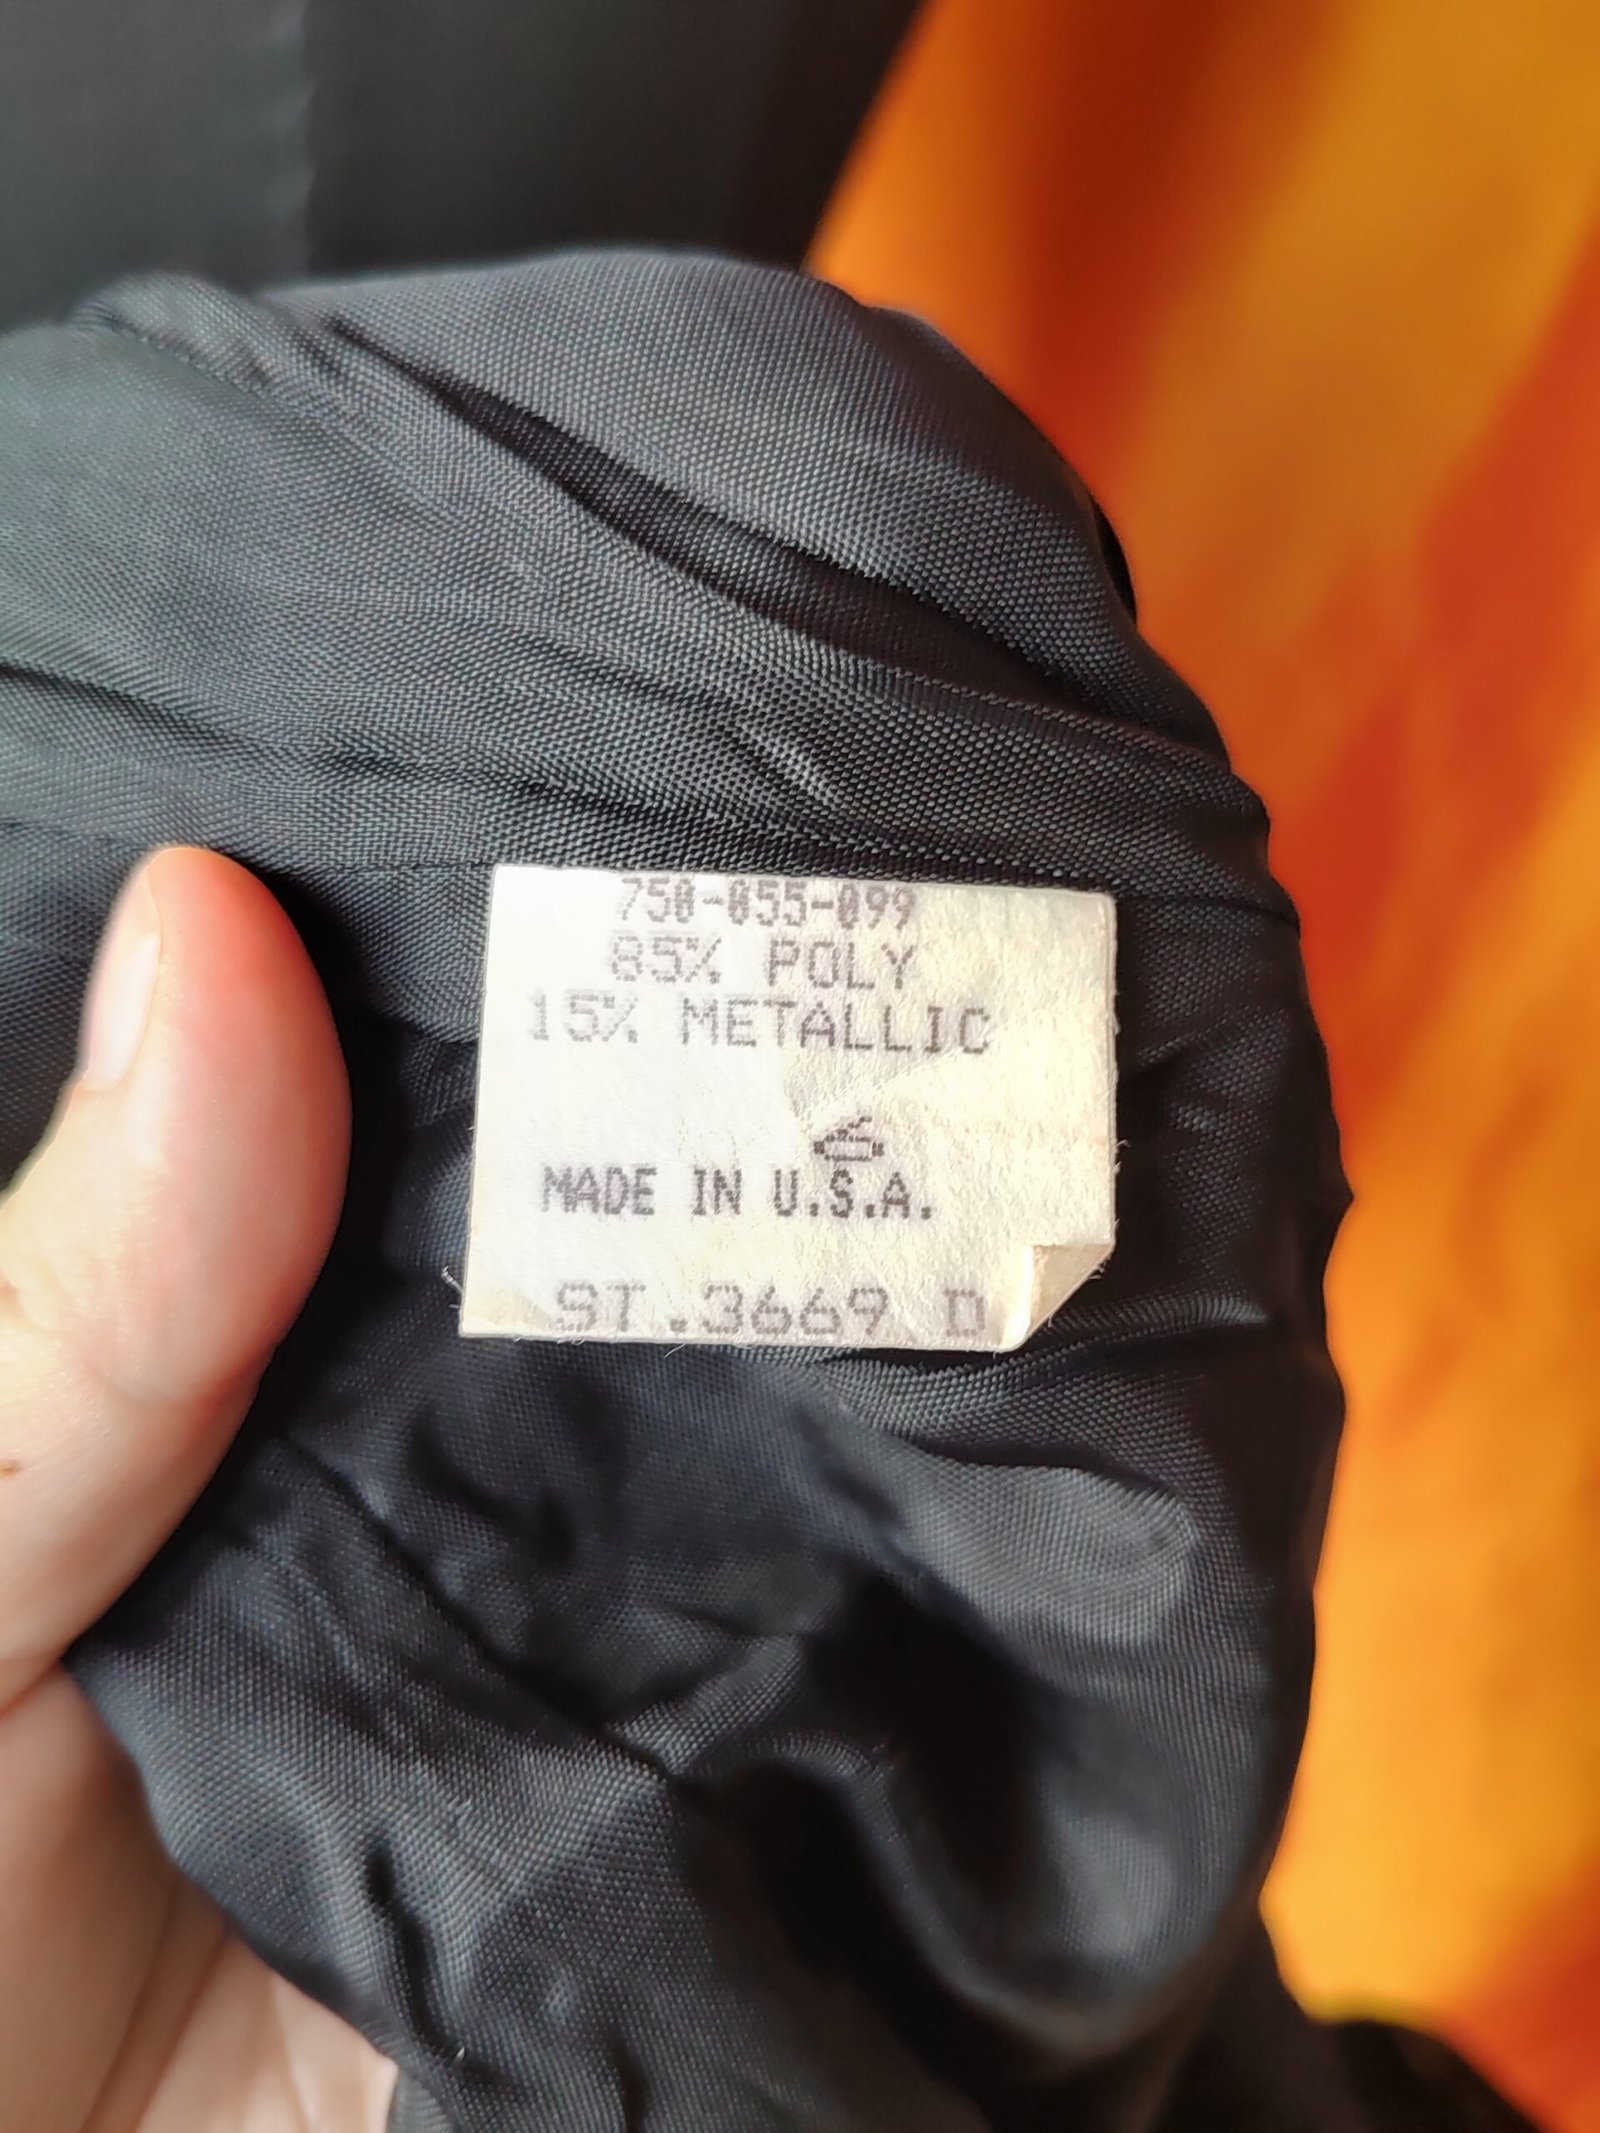 750-055-099
85% POLY
15% METALLIC
MADE IN U.S.A.
ST.3669 D